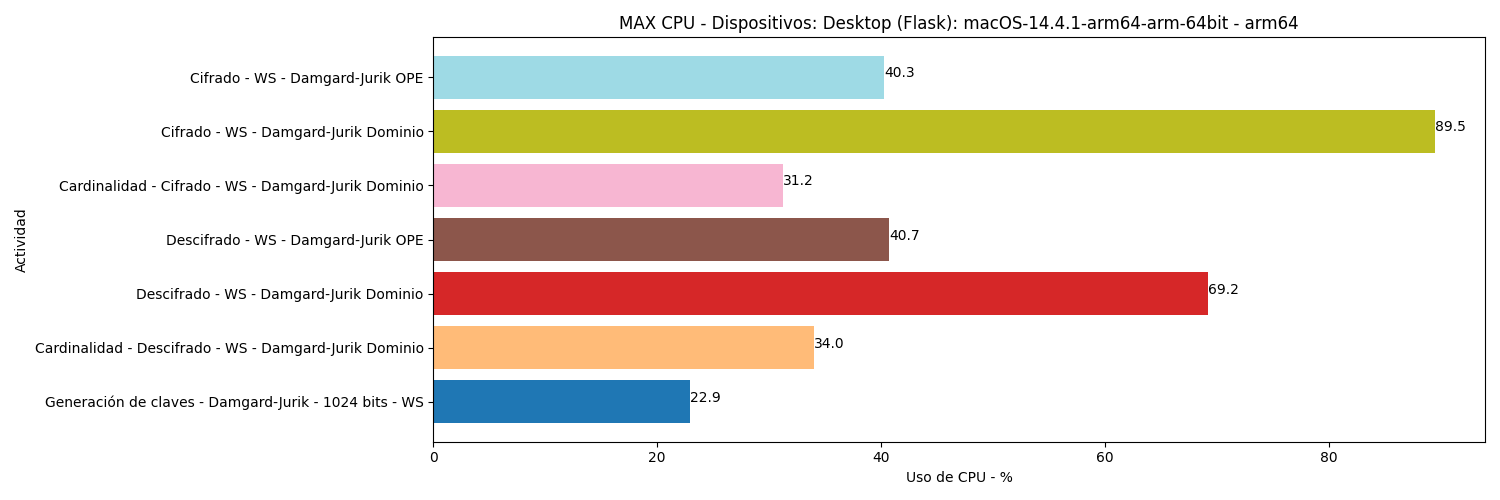 MAX CPU - Dispositivos: Desktop (Flask): macOS-14.4.1-arm64-arm-64bit - arm64
Cifrado - WS - Damgard-Jurik OPE
40.3
Cifrado - WS - Damgard-Jurik Dominio
89.5
Cardinalidad - Cifrado - WS - Damgard-Jurik Dominio
31.2
Descifrado - WS - Damgard-Jurik OPE
40.7
Descifrado - WS - Damgard-Jurik Dominio
69.2
Cardinalidad - Descifrado - WS - Damgard-Jurik Dominio
34.0
Generación de claves - Damgard-Jurik - 1024 bits - WS
22.9
Actividad
0 20 40 60 80
Uso de CPU - %